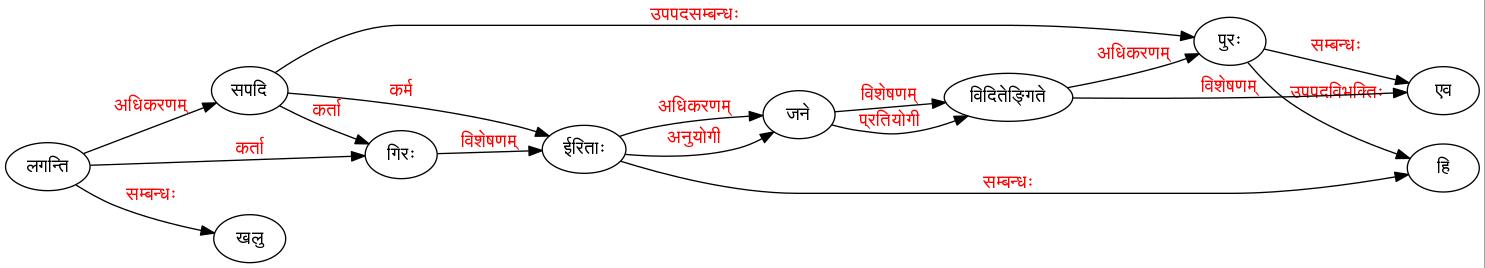 उपपदसम्बन्धः
पुरः
सम्बन्धः
अधिकरणम्
सपदि
कर्म
विदितेङ्गिते
विशेषणम्
उपपदविभक्तिः
एव
अधिकरणम्
कर्ता
अधिकरणम्
जने
विशेषणम्
प्रतियोगी
लगन्ति
कर्ता
गिरः
विशेषणम्
ईरिताः
अनुयोगी
हि
सम्बन्धः
सम्बन्धः
खलु